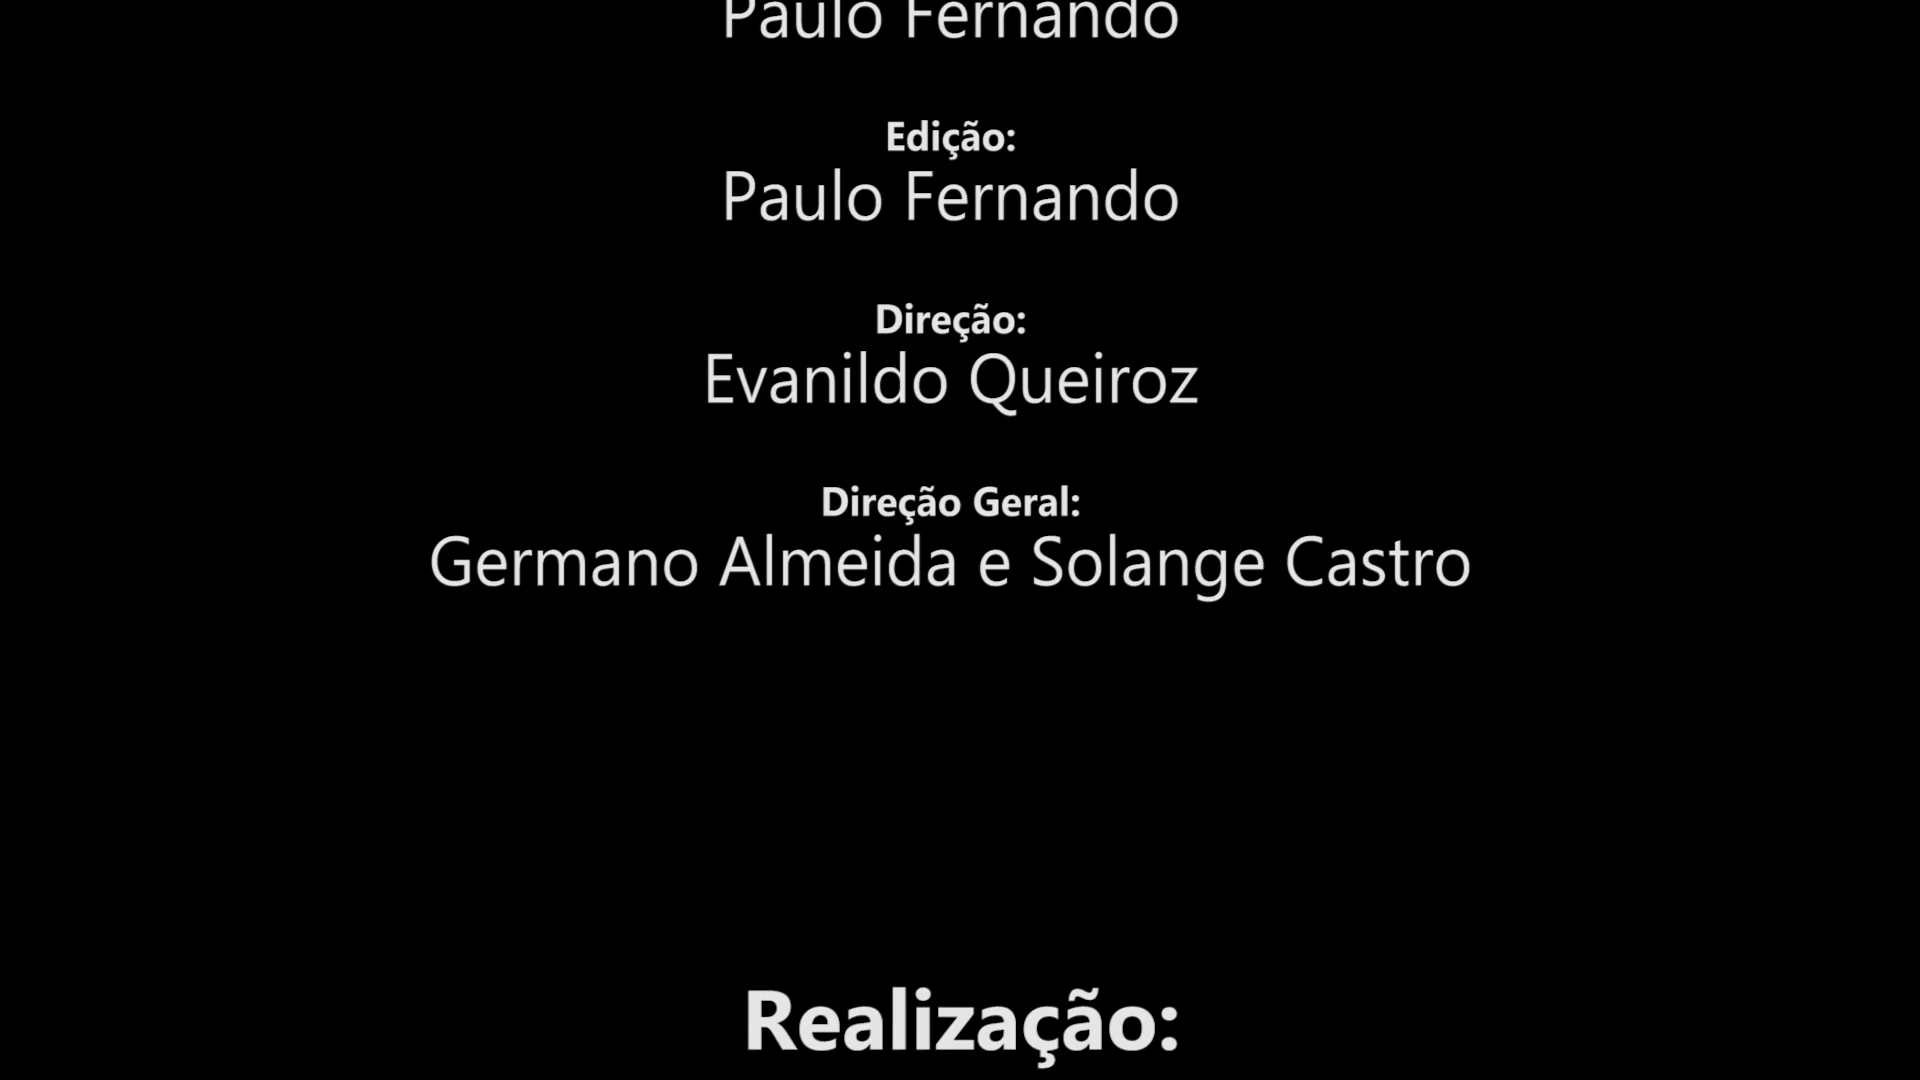 Paulo Fernando
Edição:
Paulo Fernando
Direção:
Evanildo Queiroz
Direção Geral:
Germano Almeida e Solange Castro
Realização: